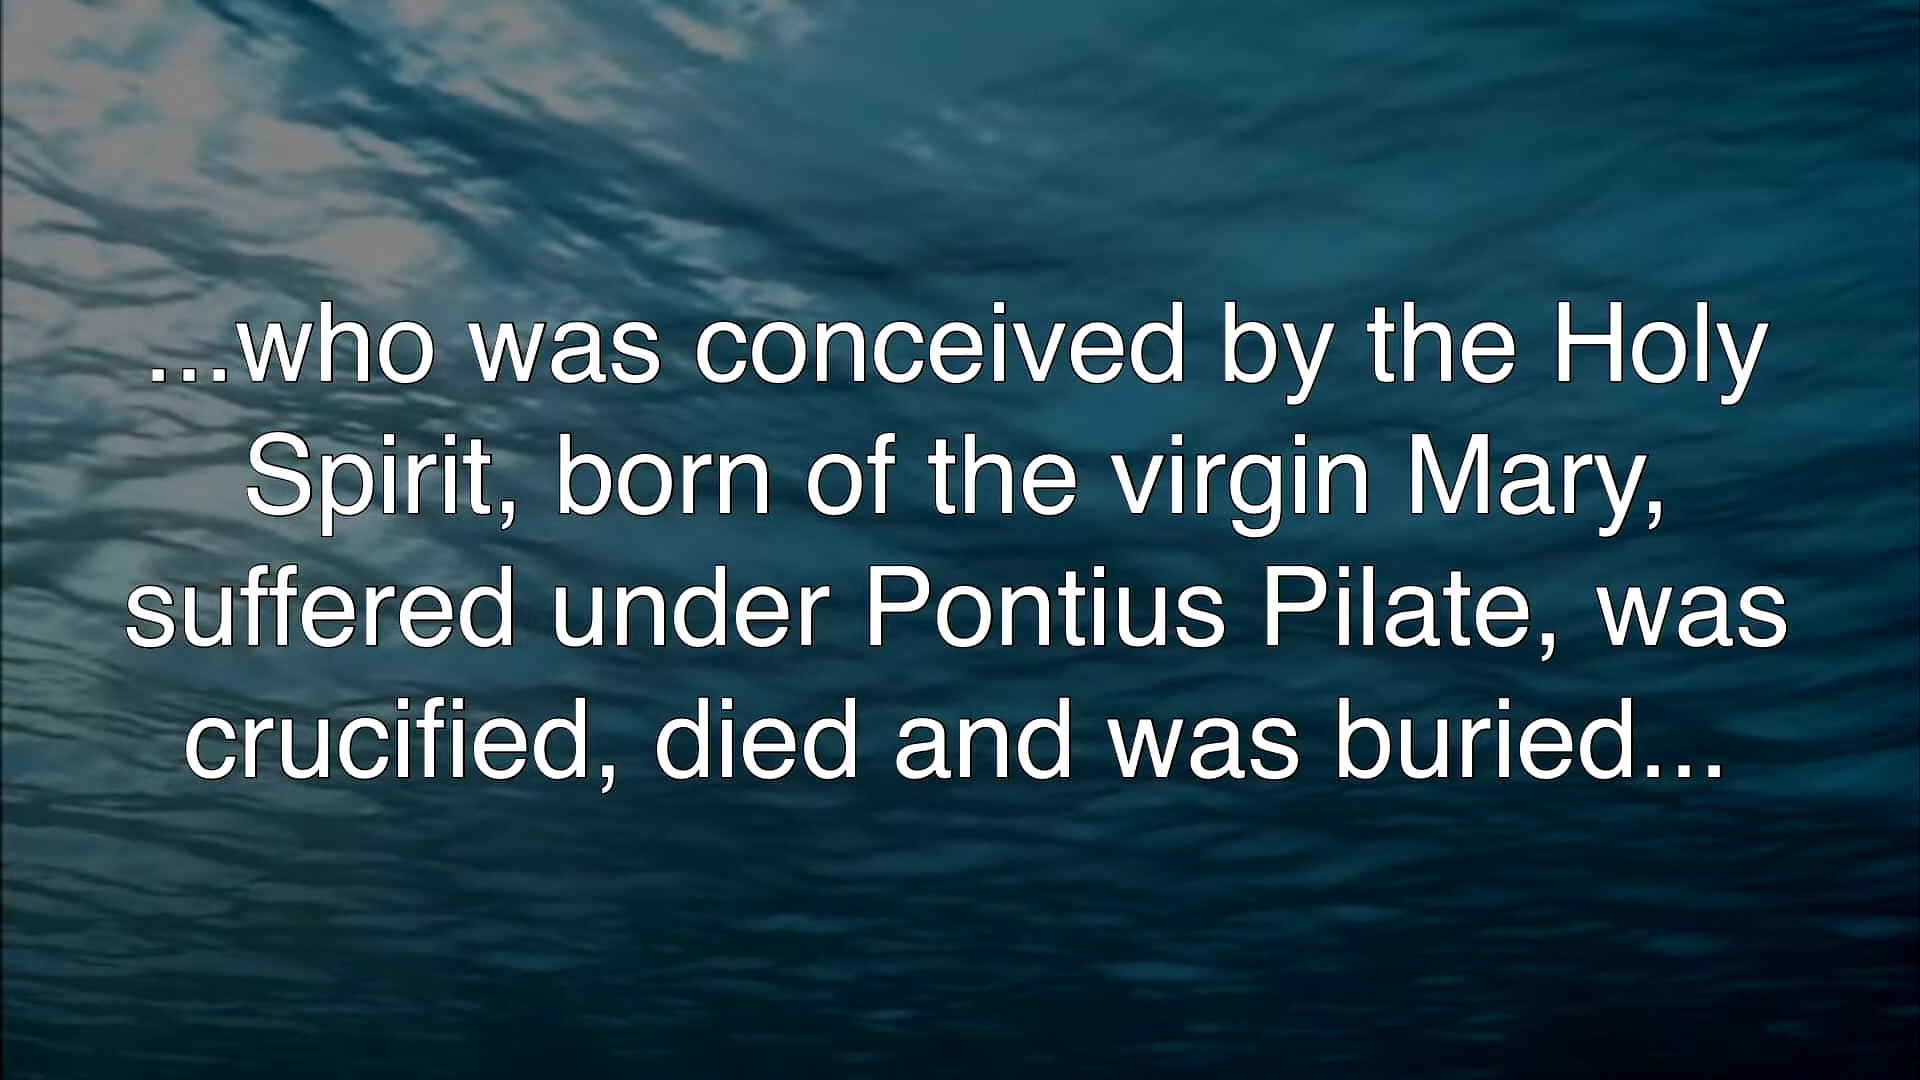 ...who was conceived by the Holy
Spirit, born of the virgin Mary,
suffered under Pontius Pilate, was
crucified, died and was buried...